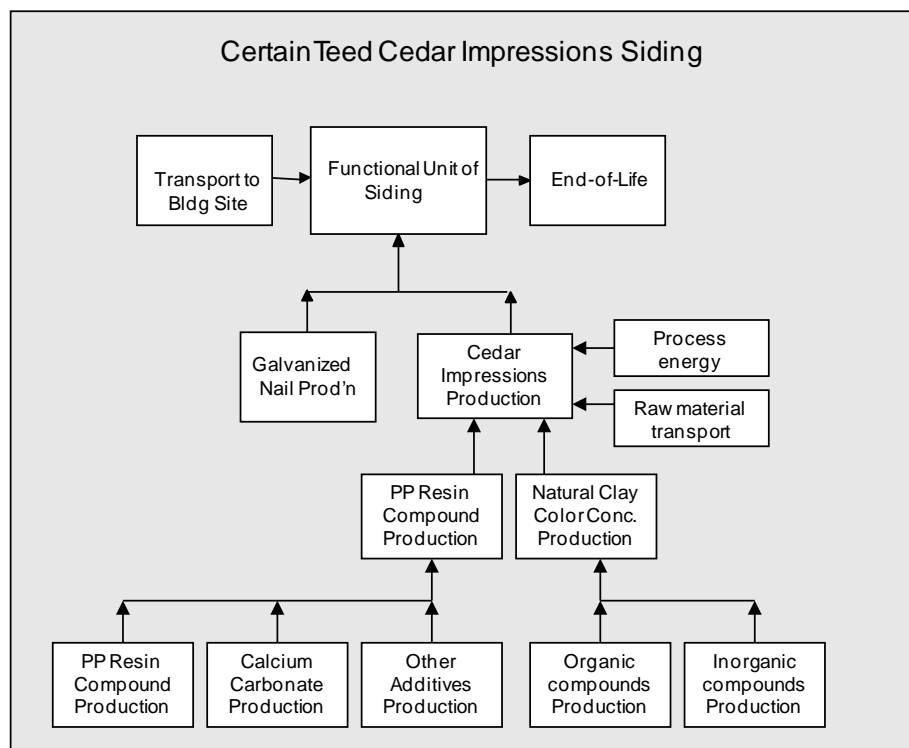 CertainTeed Cedar Impressions Siding
Transport to
Bldg Site
Functional Unit of
Siding
End-of-Life
Galvanized
Nail Prod'n
Cedar
Impressions
Production
Process
energy
Raw material
transport
PP Resin
Compound
Production
Natural Clay
Color Conc.
Production
PP Resin
Compound
Production
Calcium
Carbonate
Production
Other
Additives
Production
Organic
compounds
Production
Inorganic
compounds
Production